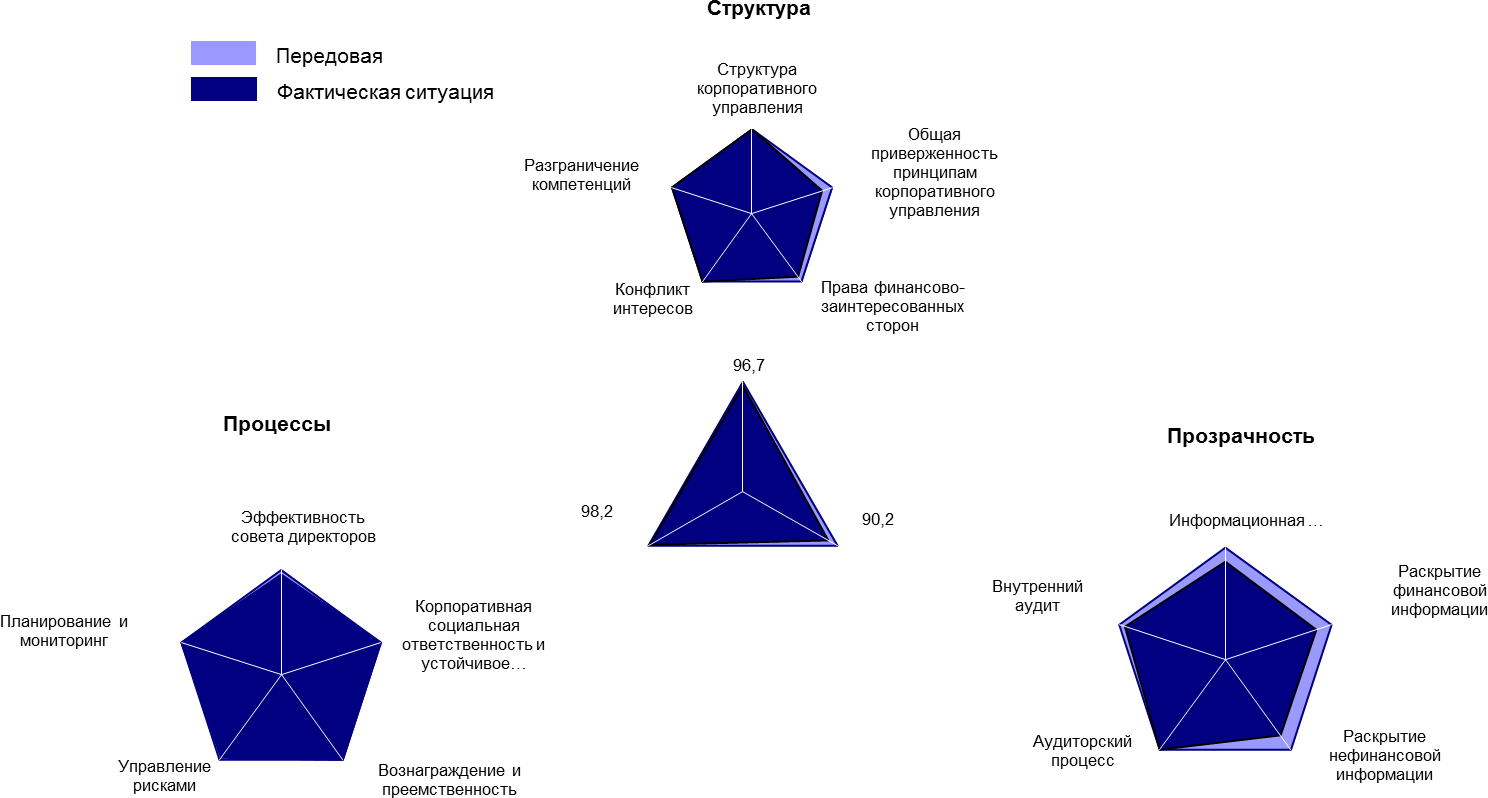 Структура
Передовая
Фактическая ситуация
Структура
корпоративного
управления
Общая
приверженность
принципам
корпоративного
управления
Разграничение
компетенций
Конфликт
интересов
Права финансово-
заинтересованных
сторон
96,7
98,2
90,2
Процессы
Эффективность
совета директоров
Планирование и
мониторинг
Корпоративная
социальная
ответственность и
устойчивое…
Управление
рисками
Вознаграждение и
преемственность
Прозрачность
Информационная …
Внутренний
аудит
Раскрытие
финансовой
информации
Аудиторский
процесс
Раскрытие
нефинансовой
информации